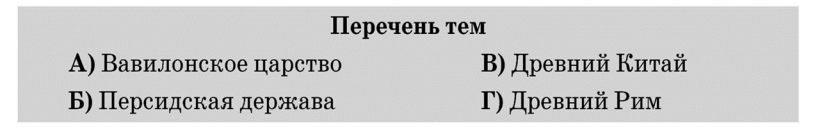 Перечень тем
А) Вавилонское царство
Б) Персидская держава
В) Древний Китай
Г) Древний Рим